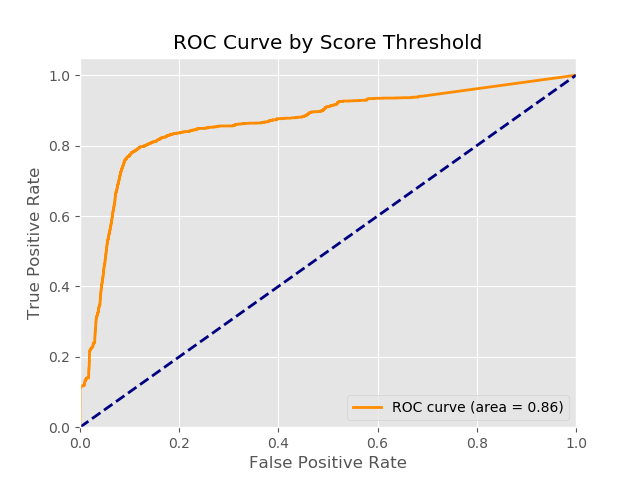 ROC Curve by Score Threshold
True Positive Rate
1.0
0.8
0.6
0.4
0.2
0.0
0.0 0.2 0.4 0.6 0.8 1.0
False Positive Rate
ROC curve (area = 0.86)